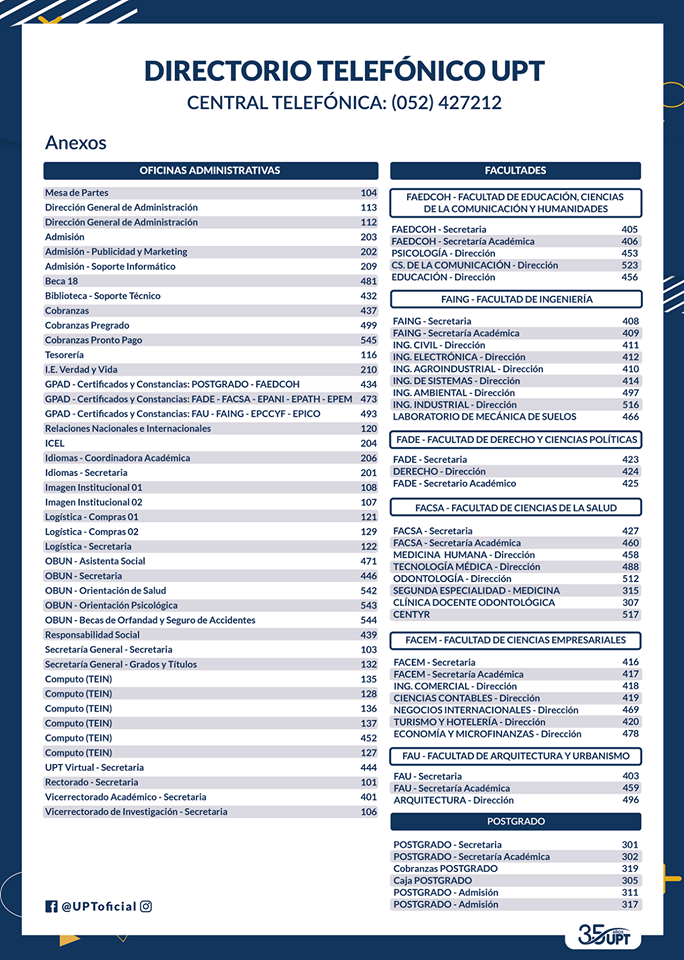 DIRECTORIO TELEFÓNICO UPT
CENTRAL TELEFÓNICA: (052) 427212
Anexos
OFICINAS ADMINISTRATIVAS
Mesa de Partes 104
Dirección General de Administración 113
Dirección General de Administración 112
Admisión 203
Admisión - Publicidad y Marketing 202
Admisión - Soporte Informático 209
Beca 18 481
Biblioteca - Soporte Técnico 432
Cobranzas 437
Cobranzas Pregrado 499
Cobranzas Pronto Pago 545
Tesorería 116
I.E. Verdad y Vida 210
GPAD - Certificados y Constancias: POSTGRADO - FAEDCOH 434
GPAD - Certificados y Constancias: FADE - FACSA - EPANI - EPATH - EPEM 473
GPAD - Certificados y Constancias: FAU - FAING - EPCCYF - EPICO 493
Relaciones Nacionales e Internacionales 120
ICEL 204
Idiomas - Coordinadora Académica 206
Idiomas - Secretaria 201
Imagen Institucional 01 108
Imagen Institucional 02 107
Logística - Compras 01 121
Logística - Compras 02 129
Logística - Secretaria 122
OBUN - Asistenta Social 471
OBUN - Secretaria 446
OBUN - Orientación de Salud 542
OBUN - Orientación Psicológica 543
OBUN - Becas de Orfandad y Seguro de Accidentes 544
Responsabilidad Social 439
Secretaría General - Secretaria 103
Secretaría General - Grados y Títulos 132
Computo (TEIN) 135
Computo (TEIN) 128
Computo (TEIN) 136
Computo (TEIN) 137
Computo (TEIN) 452
Computo (TEIN) 127
UPT Virtual - Secretaria 444
Rectorado - Secretaria 101
Vicerrectorado Académico - Secretaria 401
Vicerrectorado de Investigación - Secretaria 106
FACULTADES
FAEDCOH - FACULTAD DE EDUCACIÓN, CIENCIAS
DE LA COMUNICACIÓN Y HUMANIDADES
FAEDCOH - Secretaria 405
FAEDCOH - Secretaría Académica 406
PSICOLOGÍA - Dirección 453
CS. DE LA COMUNICACIÓN - Dirección 523
EDUCACIÓN - Dirección 456
FAING - FACULTAD DE INGENIERÍA
FAING - Secretaria 408
FAING - Secretaría Académica 409
ING. CIVIL - Dirección 411
ING. ELECTRÓNICA - Dirección 412
ING. AGROINDUSTRIAL - Dirección 410
ING. DE SISTEMAS - Dirección 414
ING. AMBIENTAL - Dirección 497
ING. INDUSTRIAL - Dirección 516
LABORATORIO DE MECÁNICA DE SUELOS 466
FADE - FACULTAD DE DERECHO Y CIENCIAS POLÍTICAS
FADE - Secretaria 423
DERECHO - Dirección 424
FADE - Secretario Académico 425
FACSA - FACULTAD DE CIENCIAS DE LA SALUD
FACSA - Secretaria 427
FACSA - Secretaría Académica 460
MEDICINA HUMANA - Dirección 458
TECNOLOGÍA MÉDICA - Dirección 488
ODONTOLOGÍA - Dirección 512
SEGUNDA ESPECIALIDAD - MEDICINA 315
CLÍNICA DOCENTE ODONTOLÓGICA 307
CENTYR 517
FACEM - FACULTAD DE CIENCIAS EMPRESARIALES
FACEM - Secretaria 416
FACEM - Secretaría Académica 417
ING. COMERCIAL - Dirección 418
CIENCIAS CONTABLES - Dirección 419
NEGOCIOS INTERNACIONALES - Dirección 469
TURISMO Y HOTELERÍA - Dirección 420
ECONOMÍA Y MICROFINANZAS - Dirección 478
FAU - FACULTAD DE ARQUITECTURA Y URBANISMO
FAU - Secretaria 403
FAU - Secretaría Académica 459
ARQUITECTURA - Dirección 496
POSTGRADO
POSTGRADO - Secretaria 301
POSTGRADO - Secretaría Académica 302
Cobranzas POSTGRADO 319
Caja POSTGRADO 305
POSTGRADO - Admisión 311
POSTGRADO - Admisión 317
@UPToficial
35 AÑOS UPT